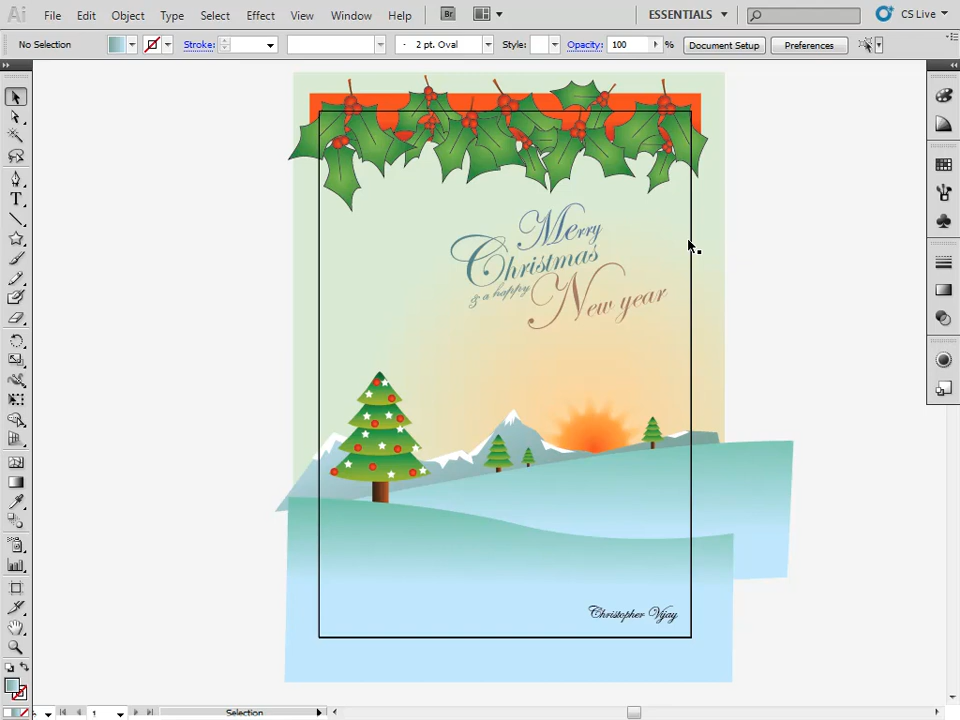 Ai File Edit Object Type Select Effect View Window Help Br ESSENTIALS CS Live
No Selection Stroke: 2 pt. Oval Style: Opacity: 100 % Document Setup Preferences
Merry
Christmas
& a happy New year
Christopher Vijay
1 Selection